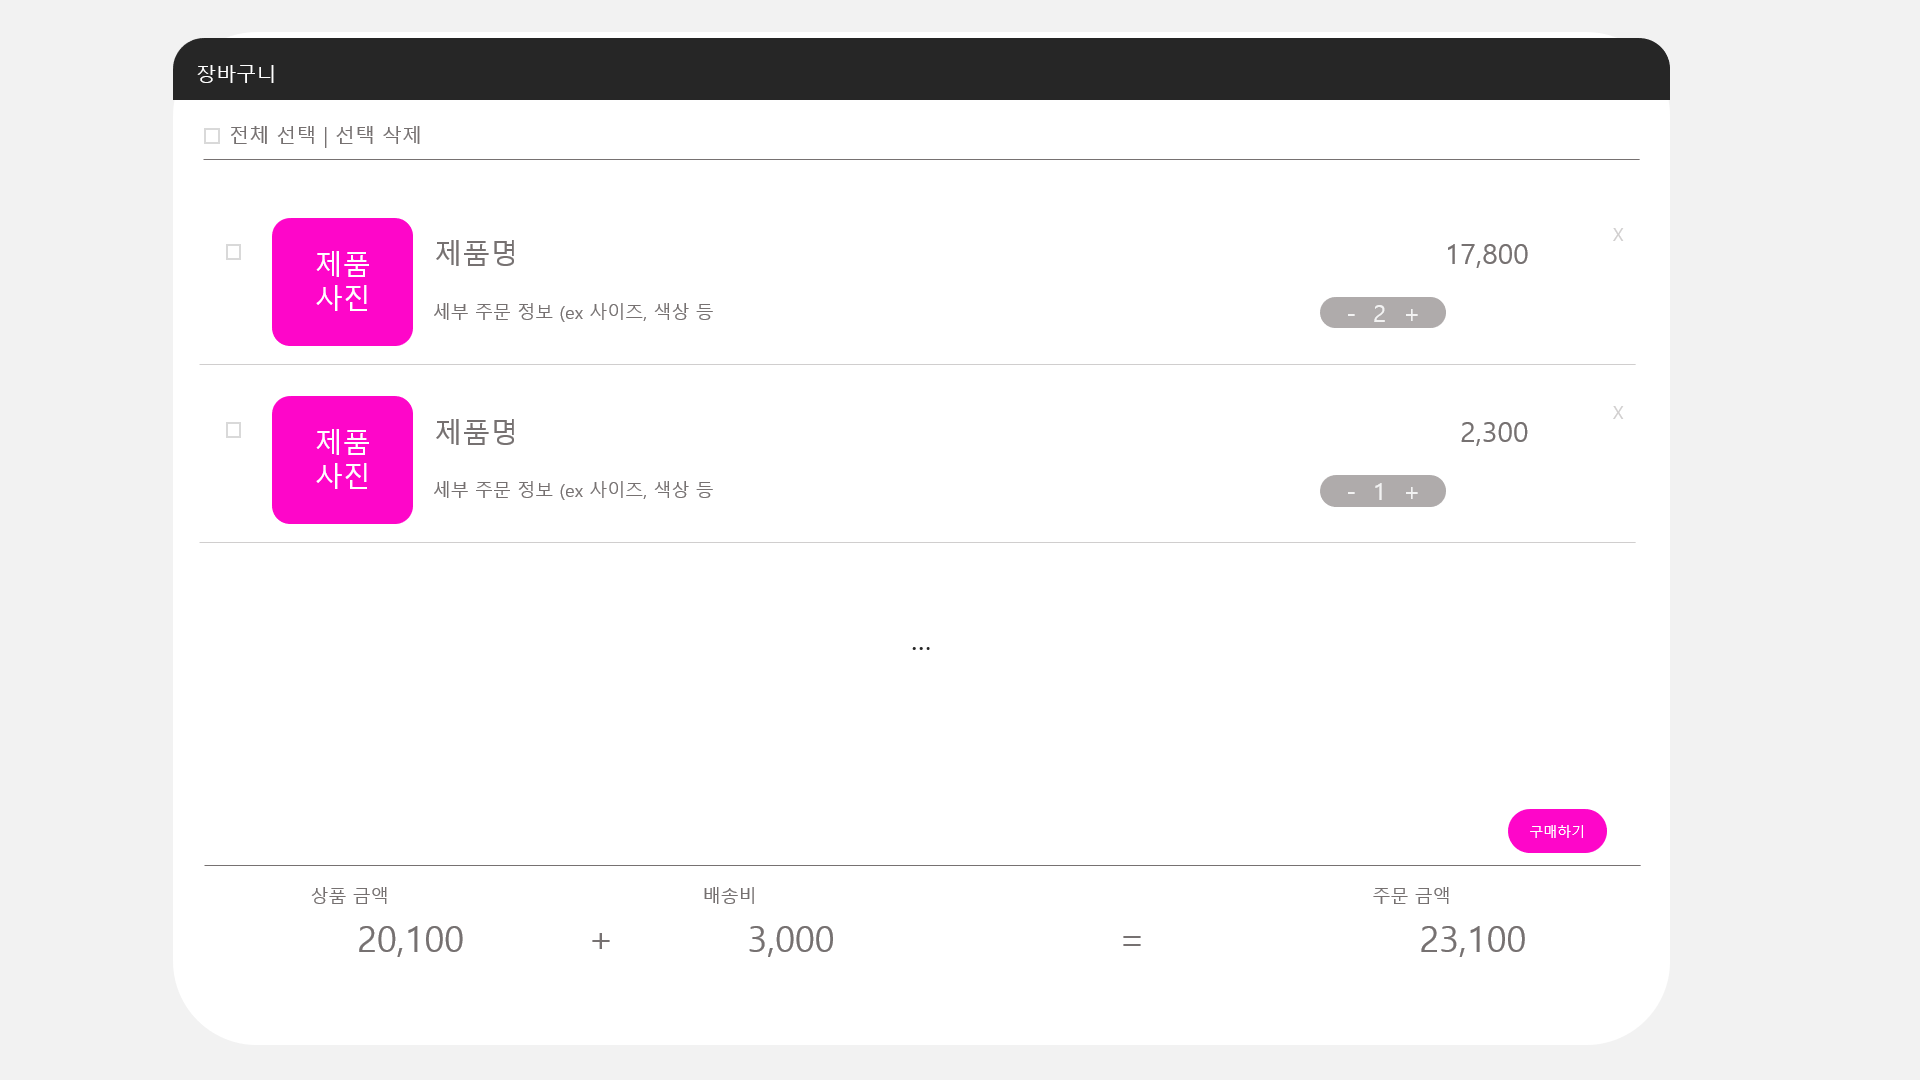 장바구니
전체 선택 | 선택 삭제
제품
사진
제품명
세부 주문 정보 (ex 사이즈, 색상 등
17,800
- 2 +
X
제품
사진
제품명
세부 주문 정보 (ex 사이즈, 색상 등
2,300
- 1 +
X
...
구매하기
상품 금액 배송비 주문 금액
20,100 + 3,000 = 23,100